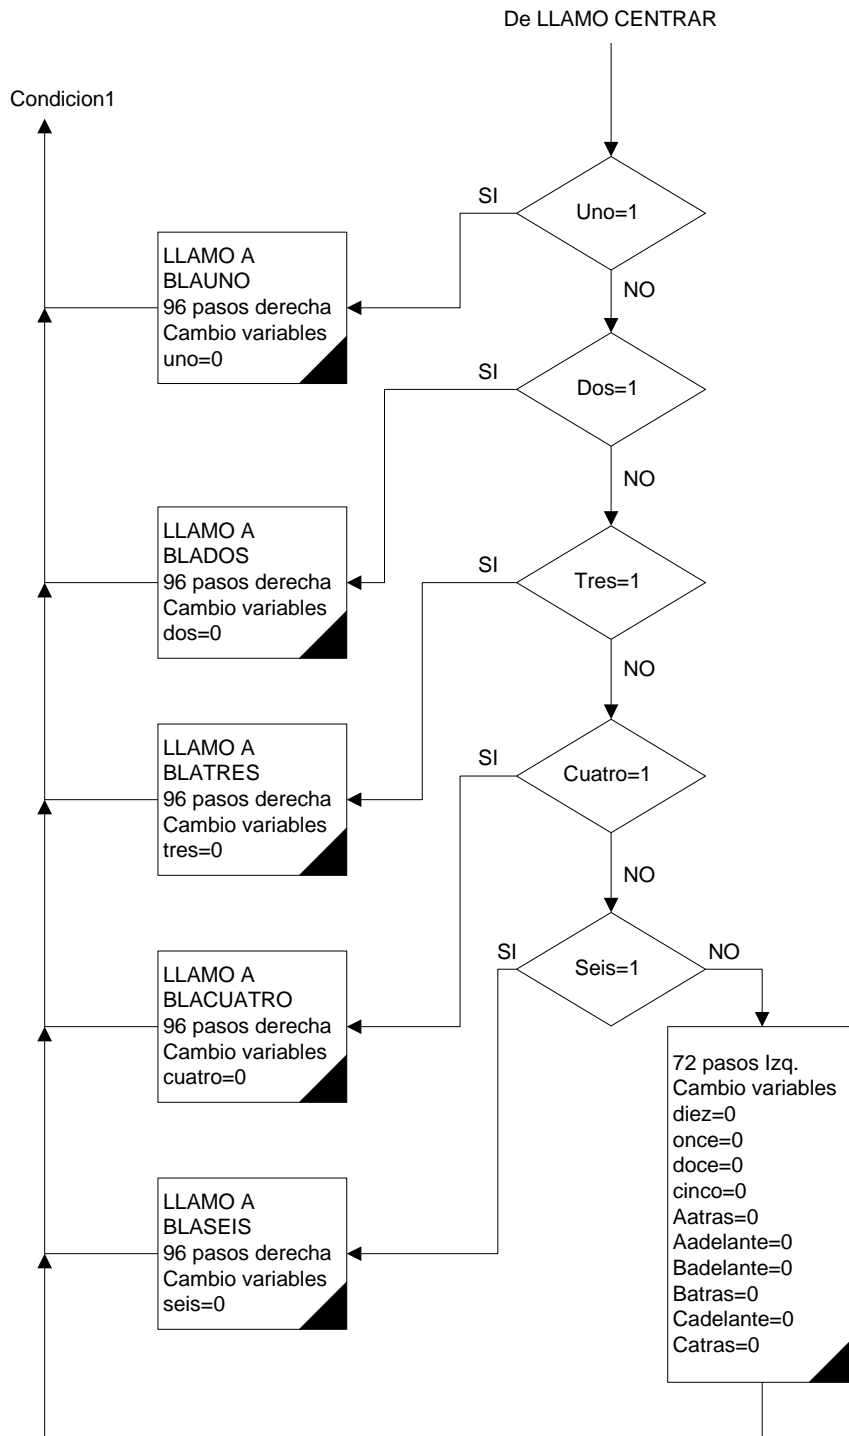 De LLAMO CENTRAR
Condicion1
SI
Uno=1
LLAMO A
BLAUNO
96 pasos derecha
Cambio variables
uno=0
NO
SI
Dos=1
NO
LLAMO A
BLADOS
96 pasos derecha
Cambio variables
dos=0
SI
Tres=1
NO
LLAMO A
BLATRES
96 pasos derecha
Cambio variables
tres=0
SI
Cuatro=1
NO
SI
Seis=1
NO
LLAMO A
BLACUATRO
96 pasos derecha
Cambio variables
cuatro=0
72 pasos Izq.
Cambio variables
diez=0
once=0
doce=0
cinco=0
Aatras=0
Aadelante=0
Badelante=0
Batras=0
Cadelante=0
Catras=0
LLAMO A
BLASEIS
96 pasos derecha
Cambio variables
seis=0